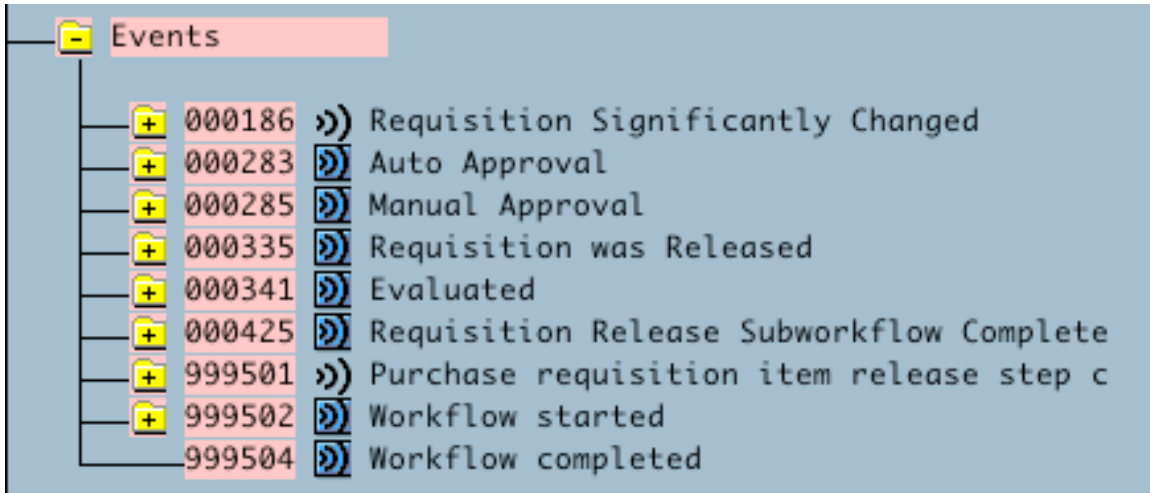 Events
000186 Requisition Significantly Changed
000283 Auto Approval
000285 Manual Approval
000335 Requisition was Released
000341 Evaluated
000425 Requisition Release Subworkflow Complete
999501 Purchase requisition item release step c
999502 Workflow started
999504 Workflow completed